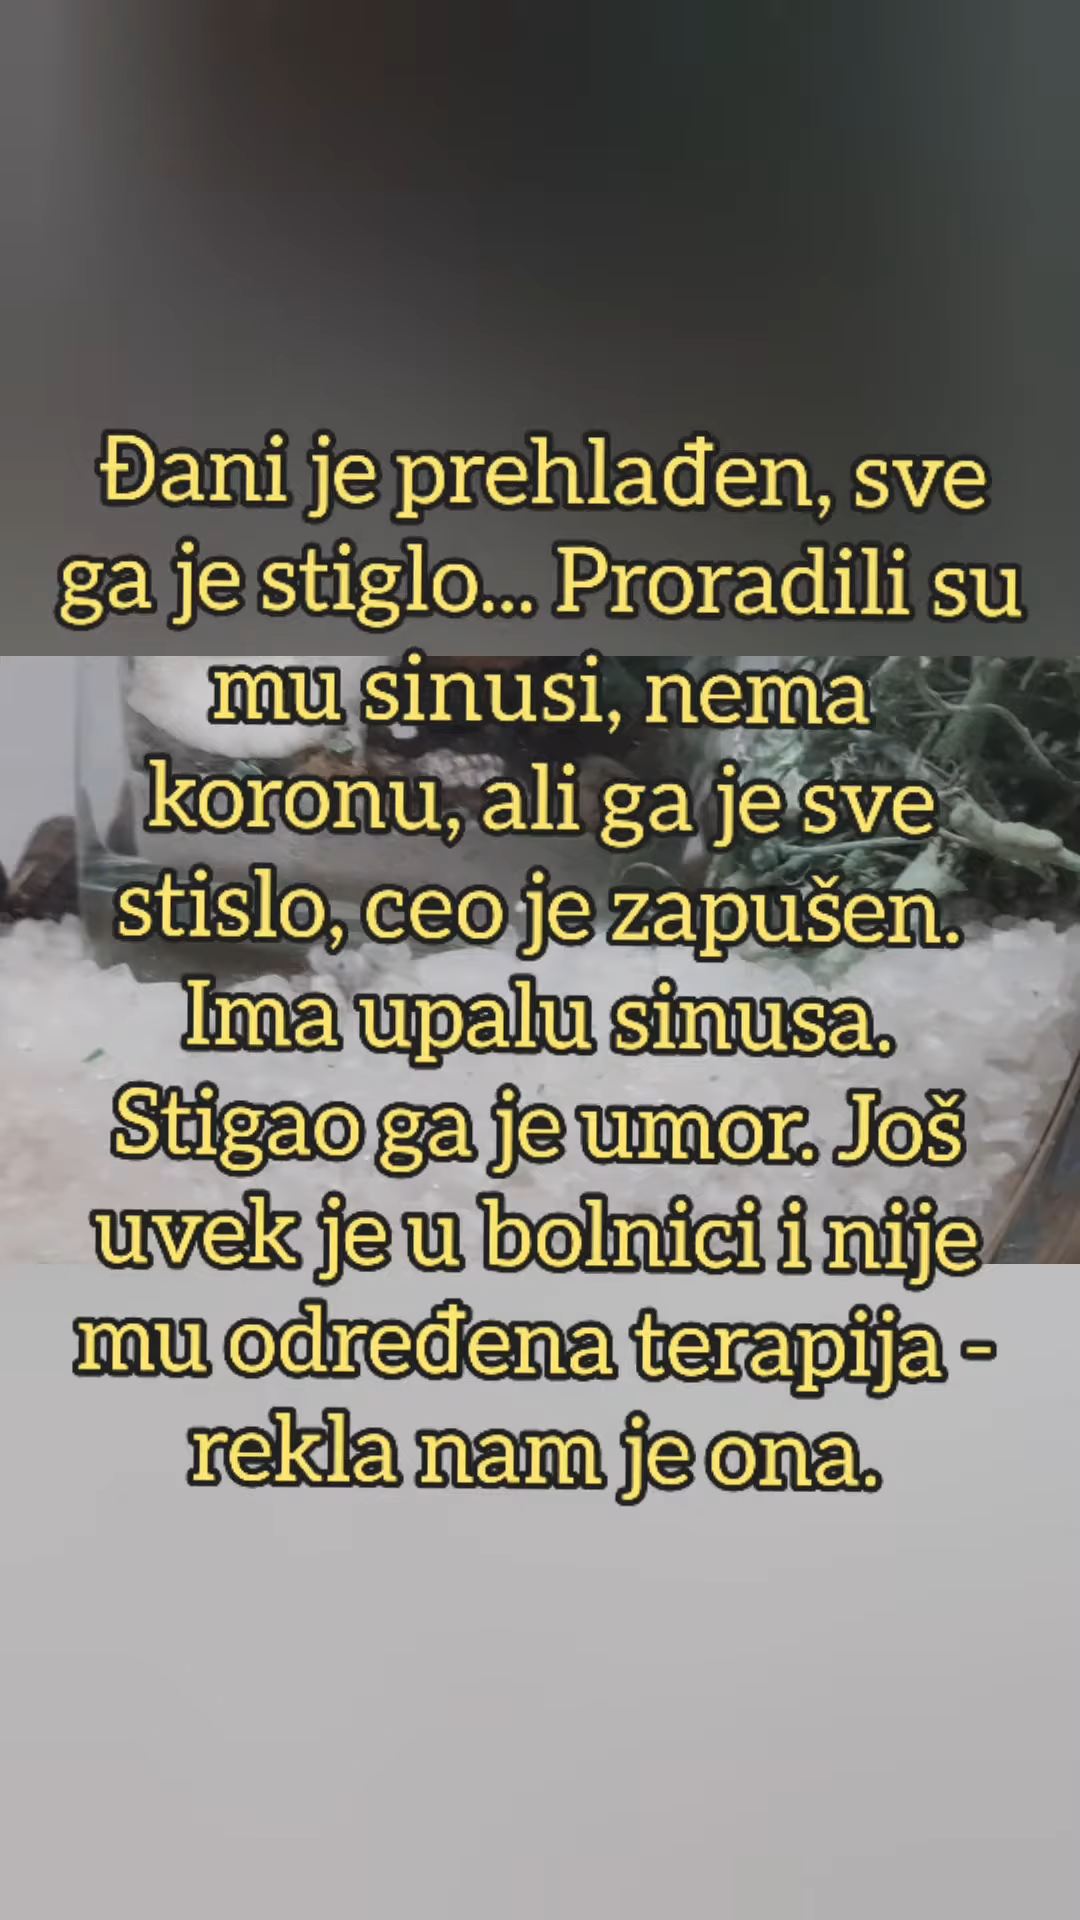 Đani je prehlađen, sve
ga je stiglo... Proradili su
mu sinusi, nema
koronu, ali ga je sve
stislo, ceo je zapušen.
Ima upalu sinusa.
Stigao ga je umor. Još
uvek je u bolnici i nije
mu određena terapija -
rekla nam je ona.